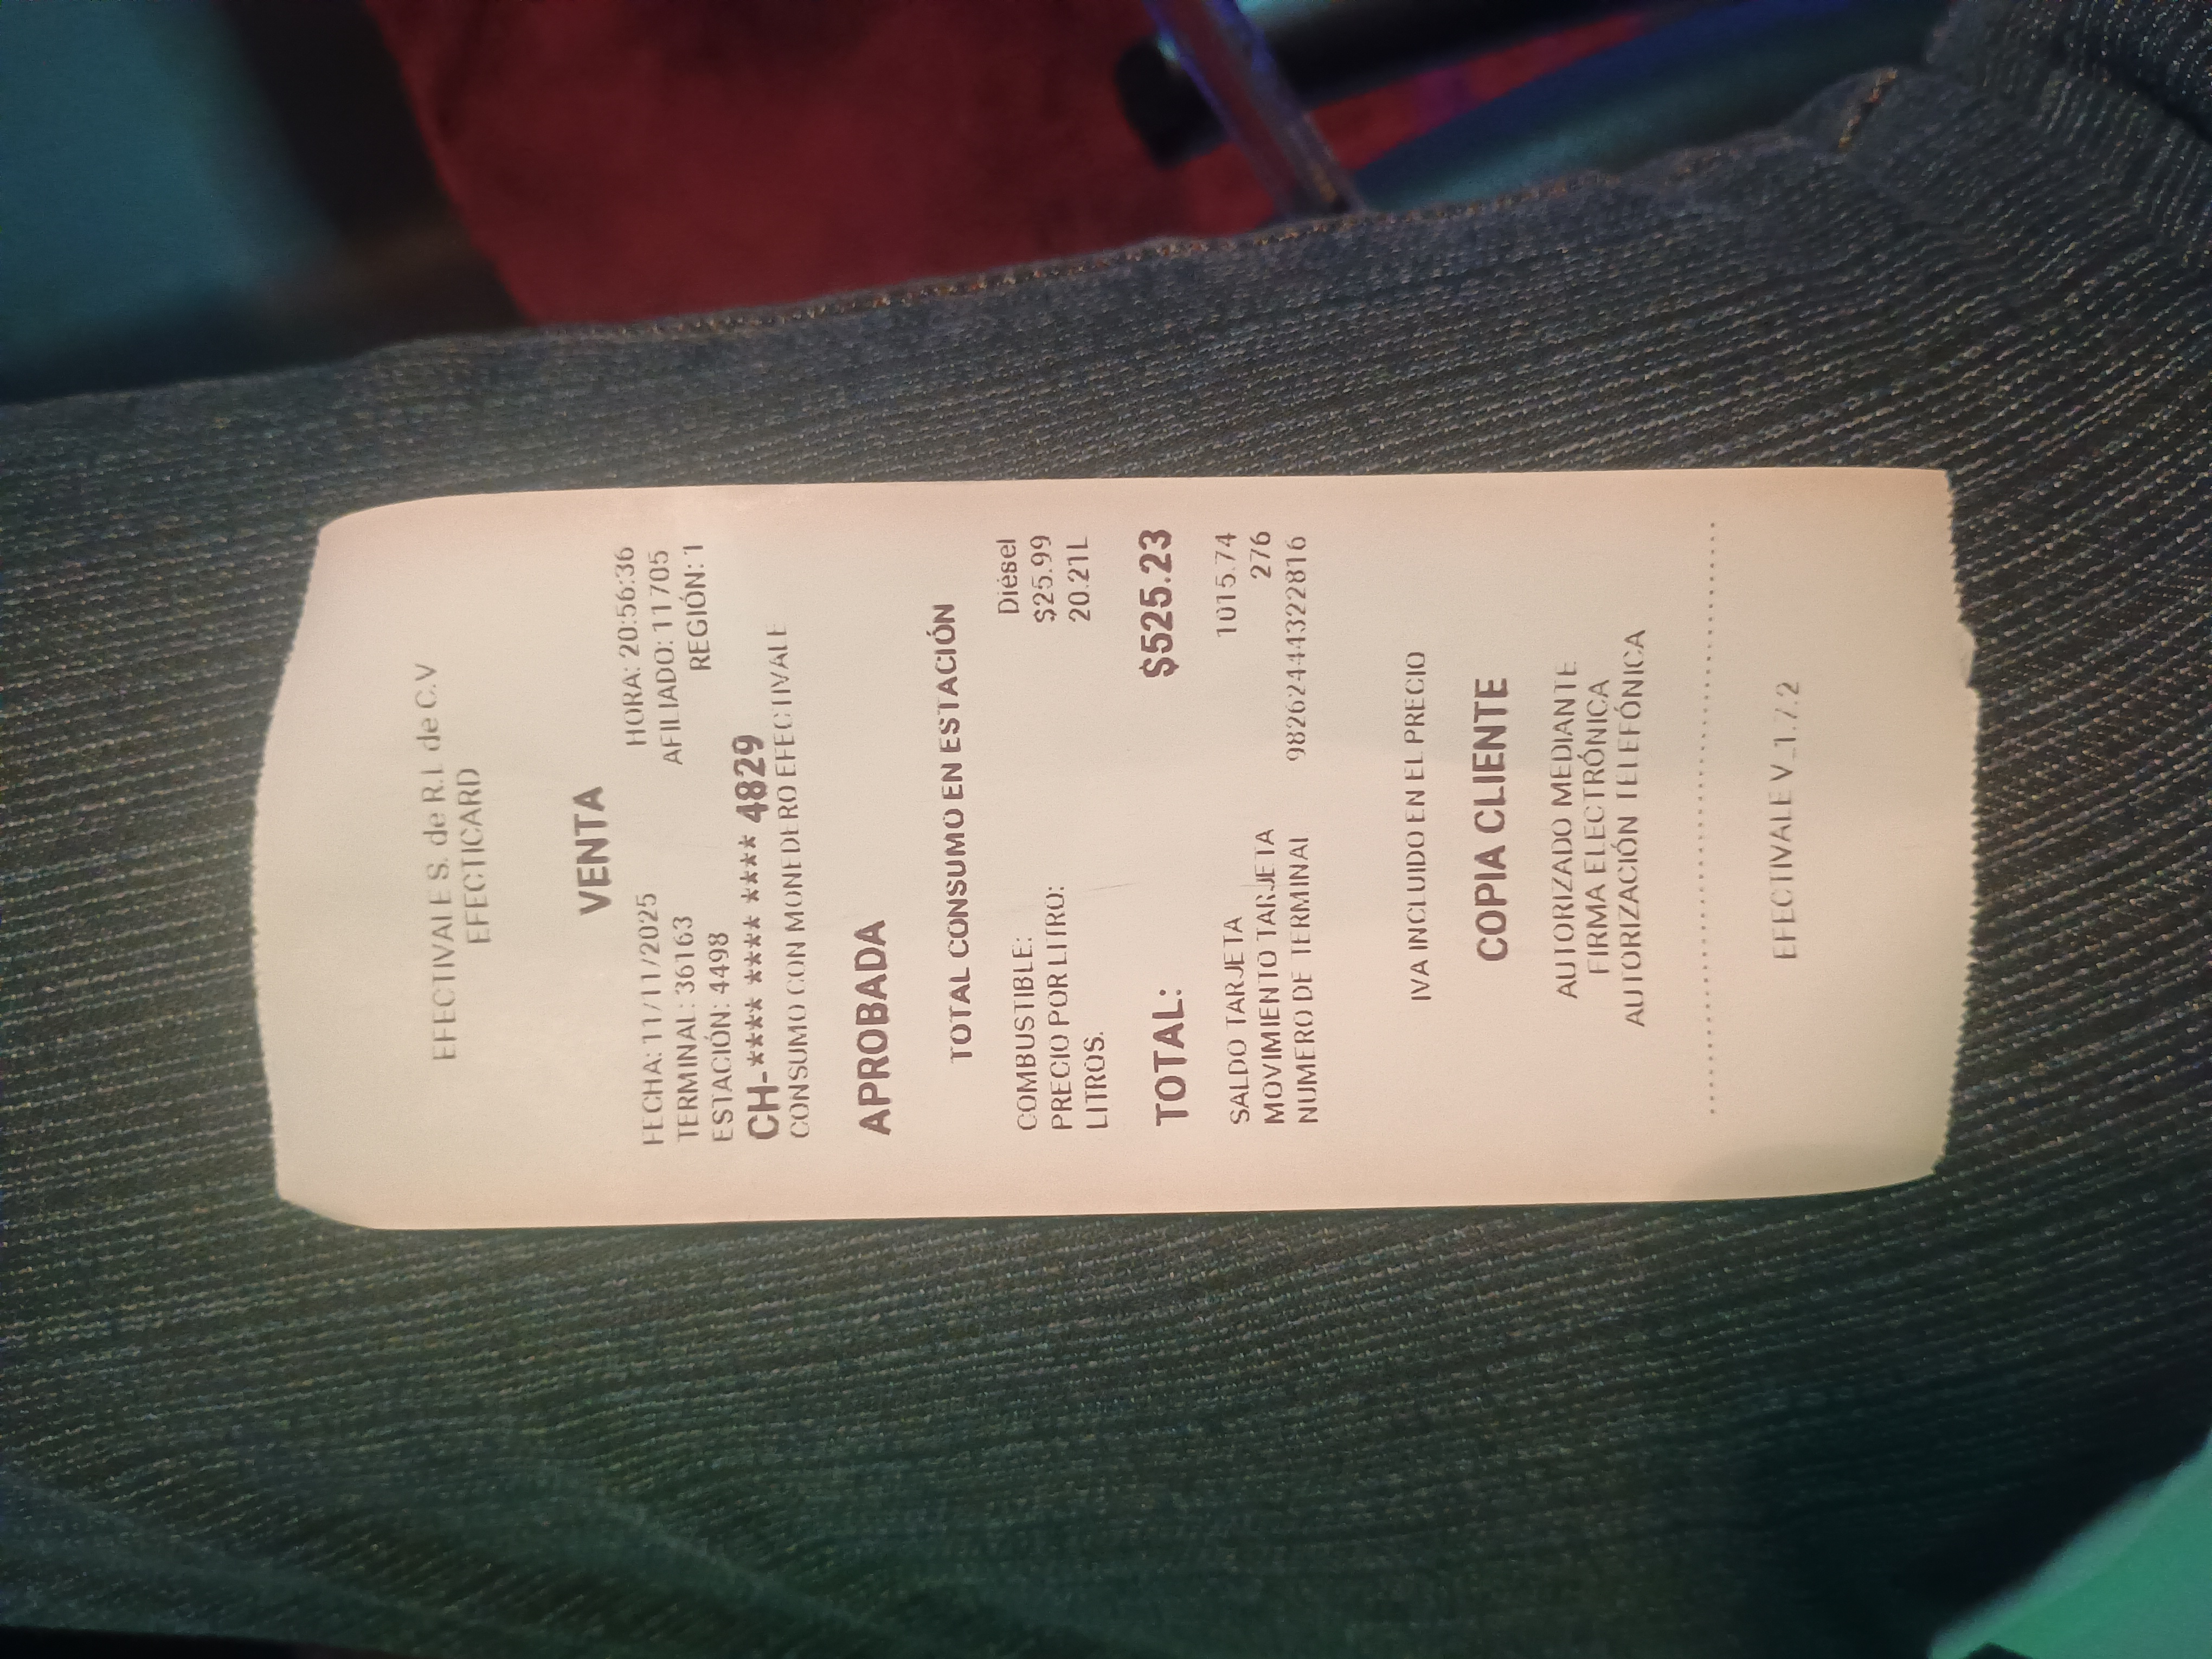 EFECTIVALE S. de R.L. de C.V
EFECTICARD
VENTA
FECHA: 11/11/2025 HORA: 20:56:36
TERMINAL: 36163 AFILIADO: 11705
ESTACIÓN: 4498 REGIÓN: 1
CH-**** **** **** 4829
CONSUMO CON MONEDERO EFECTIVALE
APROBADA
TOTAL CONSUMO EN ESTACIÓN
COMBUSTIBLE: Diésel
PRECIO POR LITRO: $25.99
LITROS. 20.21L
TOTAL: $525.23
SALDO TARJETA 1015.74
MOVIMIENTO TARJETA 276
NUMERO DE TERMINAL 9826244432 2816
IVA INCLUIDO EN EL PRECIO
COPIA CLIENTE
AUTORIZADO MEDIANTE
FIRMA ELECTRÓNICA
AUTORIZACIÓN TELEFÓNICA
EFECTIVALE V_1.7.2